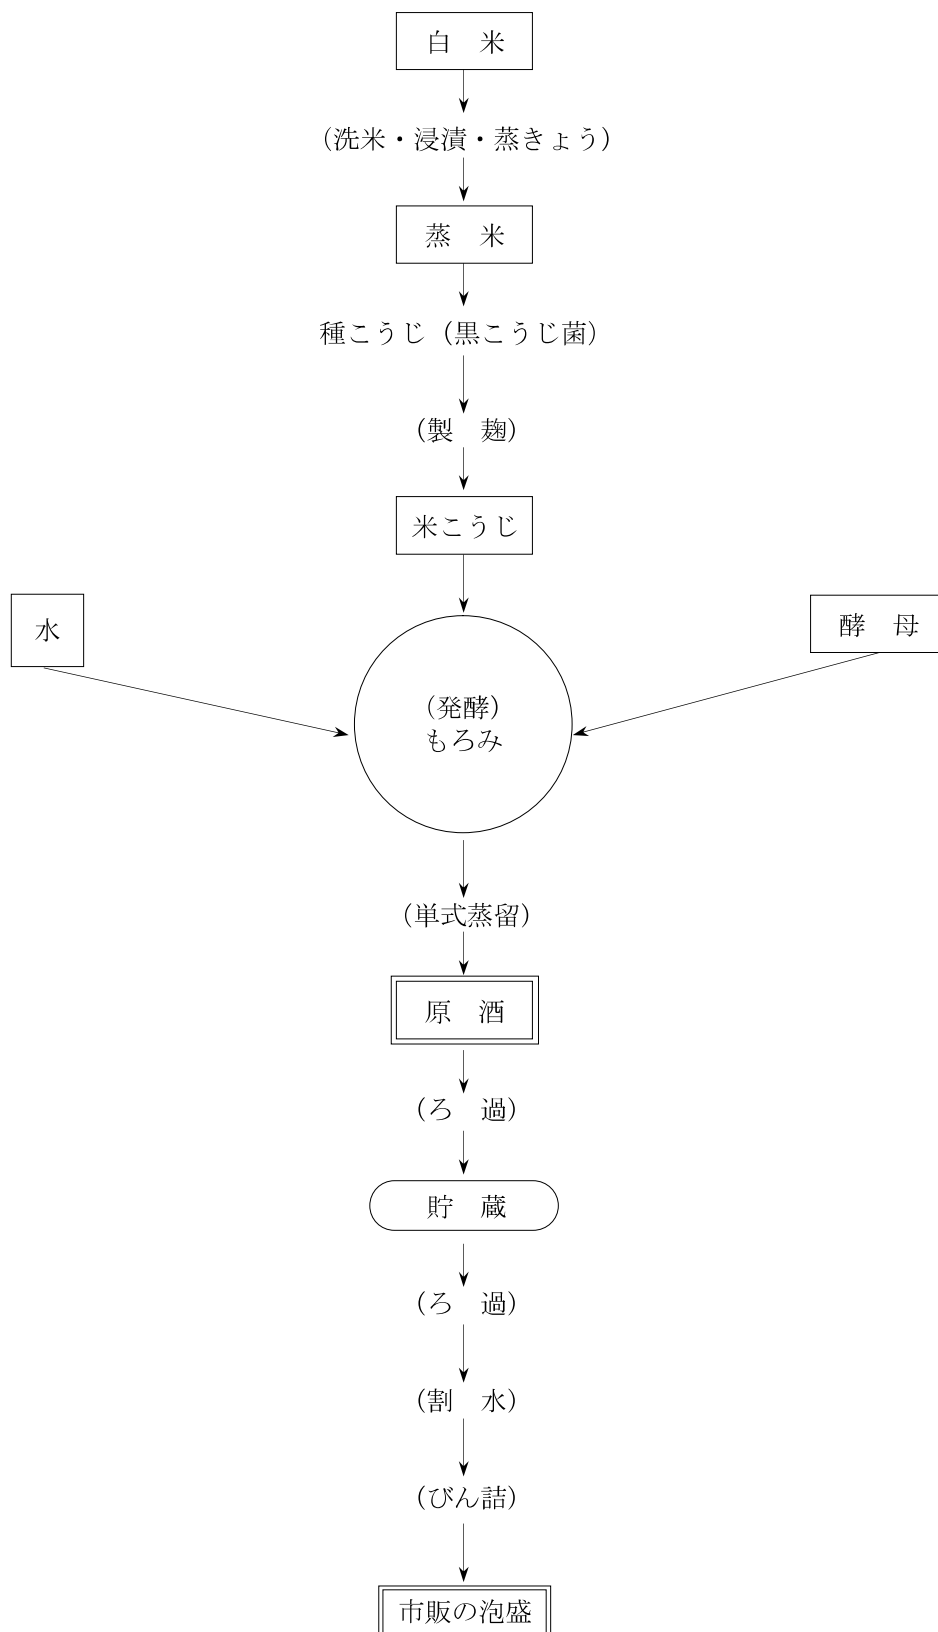 白　米
（洗米・浸漬・蒸きょう）
蒸　米
種こうじ（黒こうじ菌）
（製　麹）
米こうじ
水
酵　母
（発酵）
もろみ
（単式蒸留）
原　酒
（ろ　過）
貯　蔵
（ろ　過）
（割　水）
（びん詰）
市販の泡盛